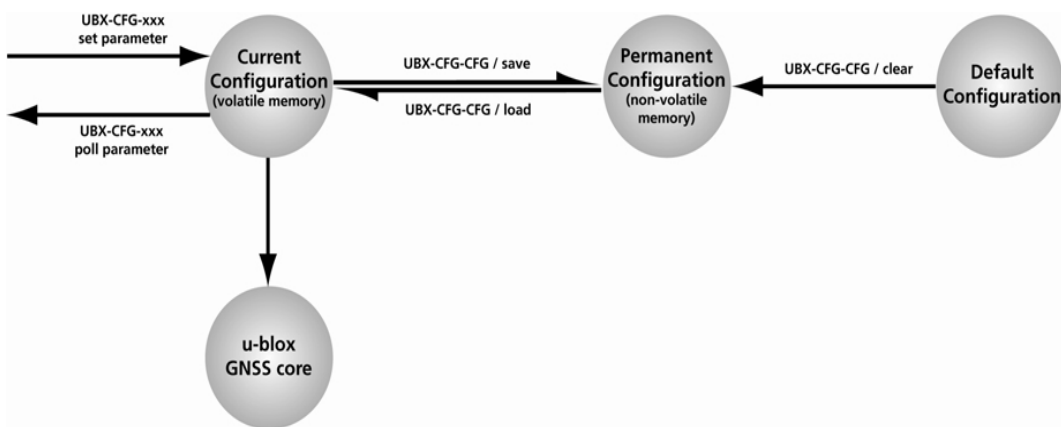 UBX-CFG-xxx
set parameter
UBX-CFG-xxx
poll parameter
Current
Configuration
(volatile memory)
UBX-CFG-CFG / save
UBX-CFG-CFG / load
Permanent
Configuration
(non-volatile
memory)
UBX-CFG-CFG / clear
Default
Configuration
u-blox
GNSS core